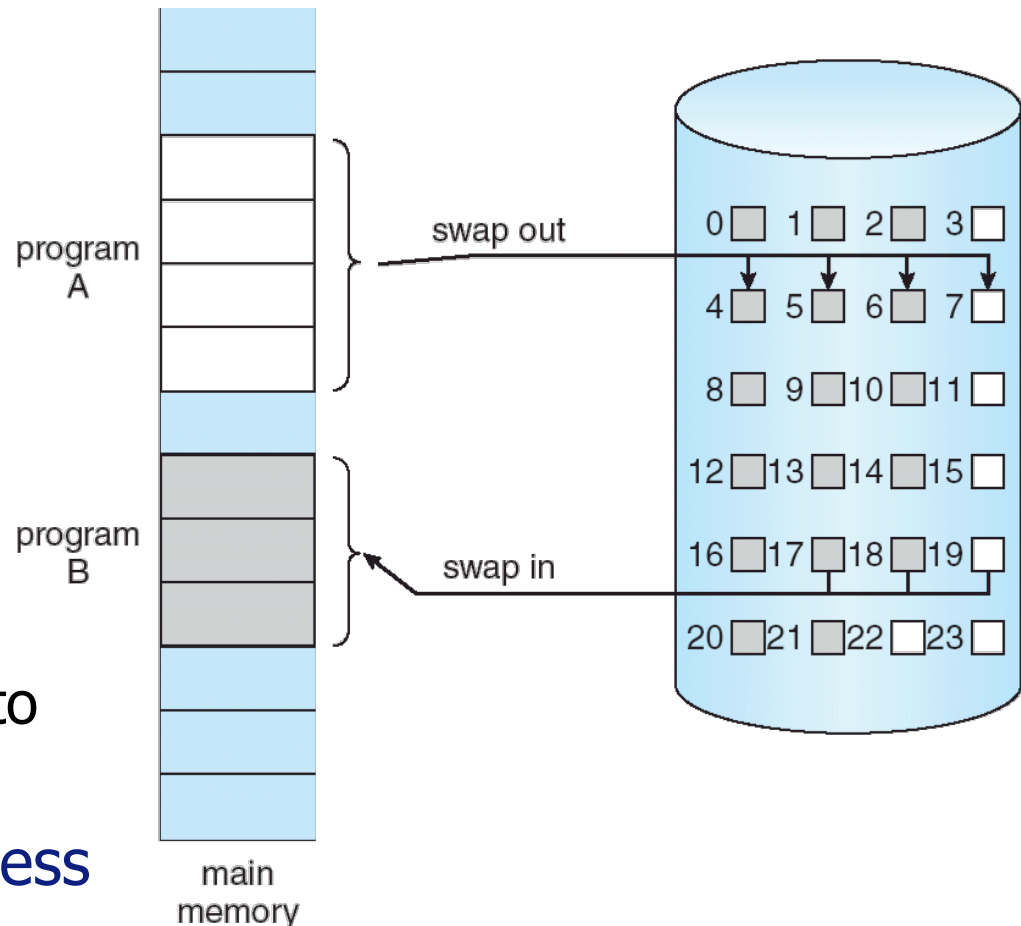 program
A
swap out
0 1 2 3
4 5 6 7
8 9 10 11
12 13 14 15
program
B
swap in
16 17 18 19
20 21 22 23
to
ess
main
memory